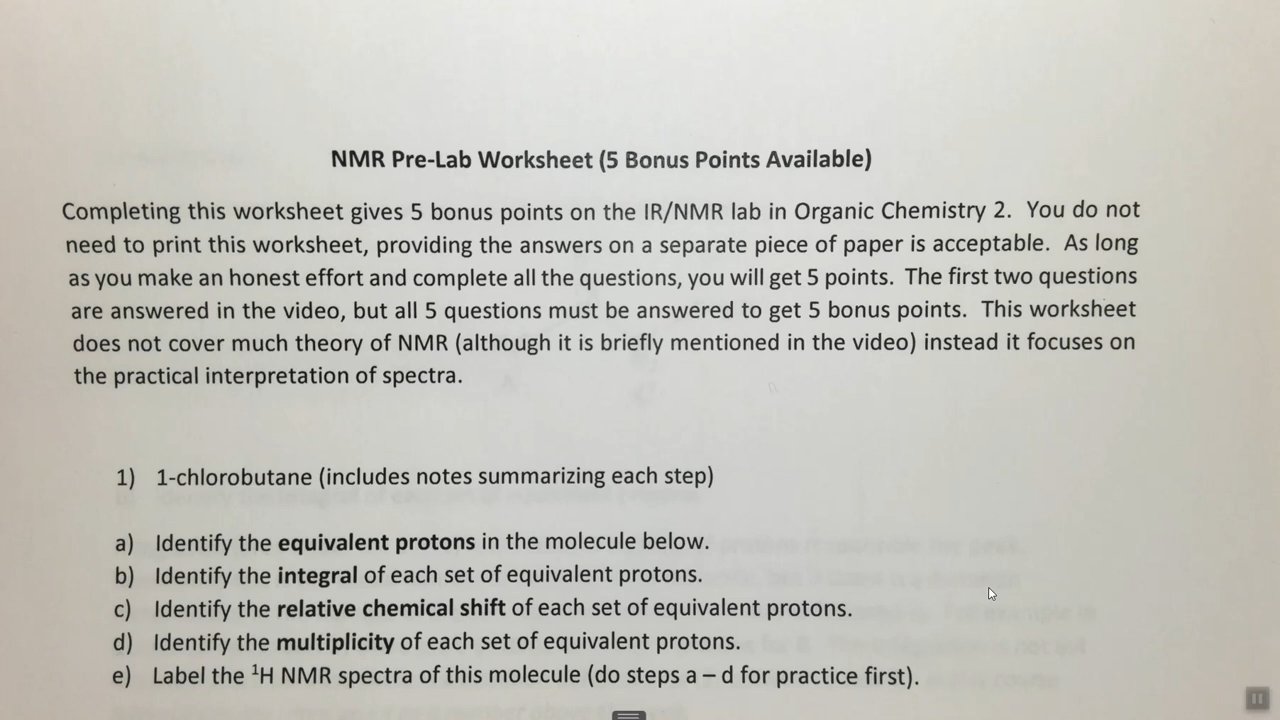 NMR Pre-Lab Worksheet (5 Bonus Points Available)
Completing this worksheet gives 5 bonus points on the IR/NMR lab in Organic Chemistry 2. You do not
need to print this worksheet, providing the answers on a separate piece of paper is acceptable. As long
as you make an honest effort and complete all the questions, you will get 5 points. The first two questions
are answered in the video, but all 5 questions must be answered to get 5 bonus points. This worksheet
does not cover much theory of NMR (although it is briefly mentioned in the video) instead it focuses on
the practical interpretation of spectra.
1) 1-chlorobutane (includes notes summarizing each step)
a) Identify the equivalent protons in the molecule below.
b) Identify the integral of each set of equivalent protons.
c) Identify the relative chemical shift of each set of equivalent protons.
d) Identify the multiplicity of each set of equivalent protons.
e) Label the ¹H NMR spectra of this molecule (do steps a – d for practice first).